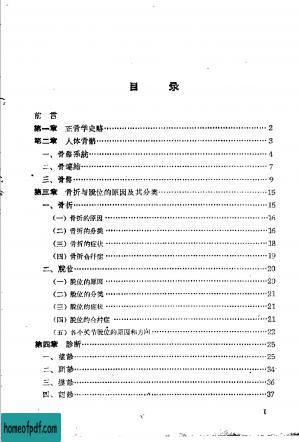 目 录
前 言
第一章 正骨学史略 2
第二章 人体骨骼 3
一、骨骼系统 4
二、骨连结 7
三、骨骼 9
第三章 骨折与脱位的原因及其分类 15
一、骨折 15
（一）骨折的原因 16
（二）骨折的分类 16
（三）骨折的症状 18
（四）骨折合并症 19
二、脱位 20
（一）脱位的原因 20
（二）脱位的分类 21
（三）脱位的症状 21
（四）脱位的合并症 21
（五）各个关节脱位的原因和方向 22
第四章 诊断 25
一、望诊 25
二、问诊 34
三、摸诊 36
四、切诊 37
1
homeofpdf.com
homeofpdf.com